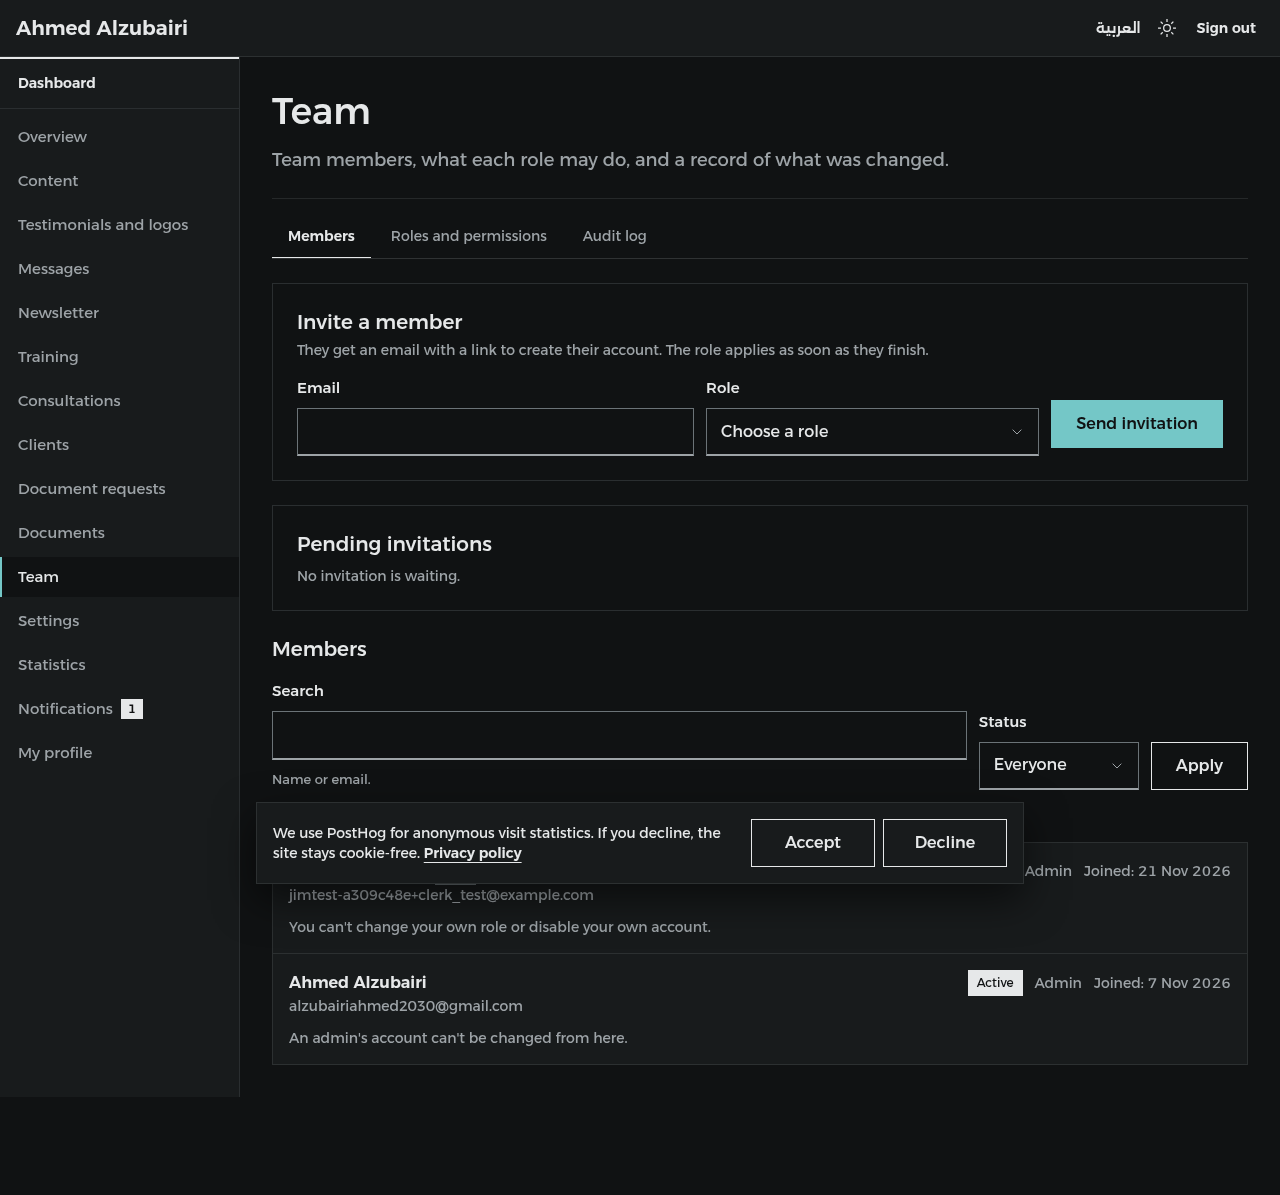 Ahmed Alzubairi
العربية
Sign out
Dashboard
Overview
Content
Testimonials and logos
Messages
Newsletter
Training
Consultations
Clients
Document requests
Documents
Team
Settings
Statistics
Notifications 1
My profile
Team
Team members, what each role may do, and a record of what was changed.
Members
Roles and permissions
Audit log
Invite a member
They get an email with a link to create their account. The role applies as soon as they finish.
Email
Role
Choose a role
Send invitation
Pending invitations
No invitation is waiting.
Members
Search
Name or email.
Status
Everyone
Apply
We use PostHog for anonymous visit statistics. If you decline, the
site stays cookie-free. Privacy policy
Accept
Decline
Admin Joined: 21 Nov 2026
jimtest-a309c48e+clerk_test@example.com
You can't change your own role or disable your own account.
Ahmed Alzubairi
Active Admin Joined: 7 Nov 2026
alzubairiahmed2030@gmail.com
An admin's account can't be changed from here.